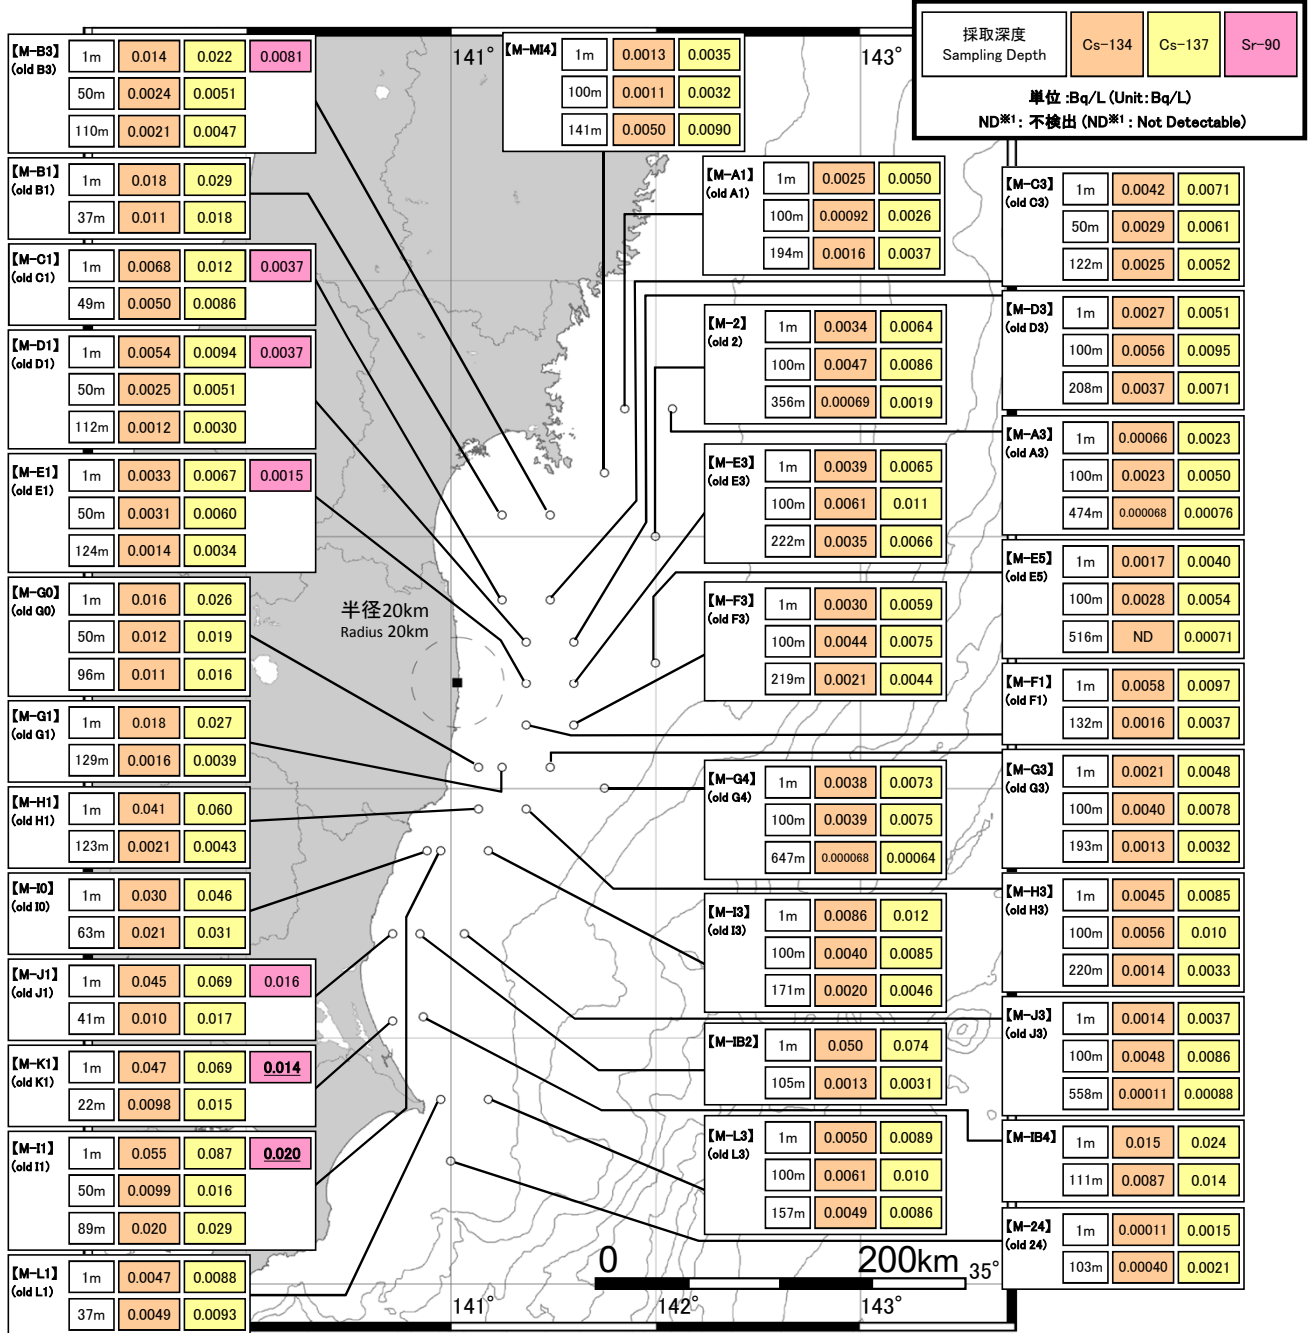 採取深度
Sampling Depth
Cs-134
Cs-137
Sr-90
単位 :Bq/L (Unit:Bq/L)
ND※1 : 不検出 (ND※1 : Not Detectable)
【M-B3】
(old B3)
1m 0.014 0.022 0.0081
50m 0.0024 0.0051
110m 0.0021 0.0047
【M-B1】
(old B1)
1m 0.018 0.029
37m 0.011 0.018
【M-C1】
(old C1)
1m 0.0068 0.012 0.0037
49m 0.0050 0.0086
【M-D1】
(old D1)
1m 0.0054 0.0094 0.0037
50m 0.0025 0.0051
112m 0.0012 0.0030
【M-E1】
(old E1)
1m 0.0033 0.0067 0.0015
50m 0.0031 0.0060
124m 0.0014 0.0034
【M-G0】
(old G0)
1m 0.016 0.026
50m 0.012 0.019
96m 0.011 0.016
【M-G1】
(old G1)
1m 0.018 0.027
129m 0.0016 0.0039
【M-H1】
(old H1)
1m 0.041 0.060
123m 0.0021 0.0043
【M-I0】
(old I0)
1m 0.030 0.046
63m 0.021 0.031
【M-J1】
(old J1)
1m 0.045 0.069 0.016
41m 0.010 0.017
【M-K1】
(old K1)
1m 0.047 0.069 0.014
22m 0.0098 0.015
【M-I1】
(old I1)
1m 0.055 0.087 0.020
50m 0.0099 0.016
89m 0.020 0.029
【M-L1】
(old L1)
1m 0.0047 0.0088
37m 0.0049 0.0093
141°
143°
【M-MI4】
1m 0.0013 0.0035
100m 0.0011 0.0032
141m 0.0050 0.0090
【M-A1】
(old A1)
1m 0.0025 0.0050
100m 0.00092 0.0026
194m 0.0016 0.0037
【M-2】
(old 2)
1m 0.0034 0.0064
100m 0.0047 0.0086
356m 0.00069 0.0019
【M-E3】
(old E3)
1m 0.0039 0.0065
100m 0.0061 0.011
222m 0.0035 0.0066
【M-F3】
(old F3)
1m 0.0030 0.0059
100m 0.0044 0.0075
219m 0.0021 0.0044
【M-G4】
(old G4)
1m 0.0038 0.0073
100m 0.0039 0.0075
647m 0.000068 0.00064
【M-I3】
(old I3)
1m 0.0086 0.012
100m 0.0040 0.0085
171m 0.0020 0.0046
【M-IB2】
1m 0.050 0.074
105m 0.0013 0.0031
【M-L3】
(old L3)
1m 0.0050 0.0089
100m 0.0061 0.010
157m 0.0049 0.0086
【M-C3】
(old C3)
1m 0.0042 0.0071
50m 0.0029 0.0061
122m 0.0025 0.0052
【M-D3】
(old D3)
1m 0.0027 0.0051
100m 0.0056 0.0095
208m 0.0037 0.0071
【M-A3】
(old A3)
1m 0.00066 0.0023
100m 0.0023 0.0050
474m 0.000068 0.00076
【M-E5】
(old E5)
1m 0.0017 0.0040
100m 0.0028 0.0054
516m ND 0.00071
【M-F1】
(old F1)
1m 0.0058 0.0097
132m 0.0016 0.0037
【M-G3】
(old G3)
1m 0.0021 0.0048
100m 0.0040 0.0078
193m 0.0013 0.0032
【M-H3】
(old H3)
1m 0.0045 0.0085
100m 0.0056 0.010
220m 0.0014 0.0033
【M-J3】
(old J3)
1m 0.0014 0.0037
100m 0.0048 0.0086
558m 0.00011 0.00088
【M-IB4】
1m 0.015 0.024
111m 0.0087 0.014
【M-24】
(old 24)
1m 0.00011 0.0015
103m 0.00040 0.0021
半径20km
Radius 20km
0 200km
35°
141°
142°
143°